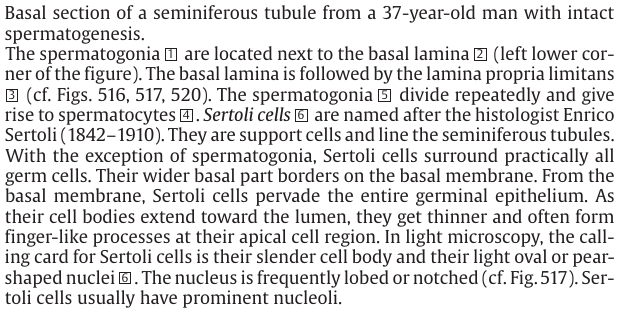 Basal section of a seminiferous tubule from a 37-year-old man with intact
spermatogenesis.
The spermatogonia 1 are located next to the basal lamina 2 (left lower cor-
ner of the figure). The basal lamina is followed by the lamina propria limitans
3 (cf. Figs. 516, 517, 520). The spermatogonia 5 divide repeatedly and give
rise to spermatocytes 4. Sertoli cells 6 are named after the histologist Enrico
Sertoli (1842–1910). They are support cells and line the seminiferous tubules.
With the exception of spermatogonia, Sertoli cells surround practically all
germ cells. Their wider basal part borders on the basal membrane. From the
basal membrane, Sertoli cells pervade the entire germinal epithelium. As
their cell bodies extend toward the lumen, they get thinner and often form
finger-like processes at their apical cell region. In light microscopy, the call-
ing card for Sertoli cells is their slender cell body and their light oval or pear-
shaped nuclei 6. The nucleus is frequently lobed or notched (cf. Fig. 517). Ser-
toli cells usually have prominent nucleoli.